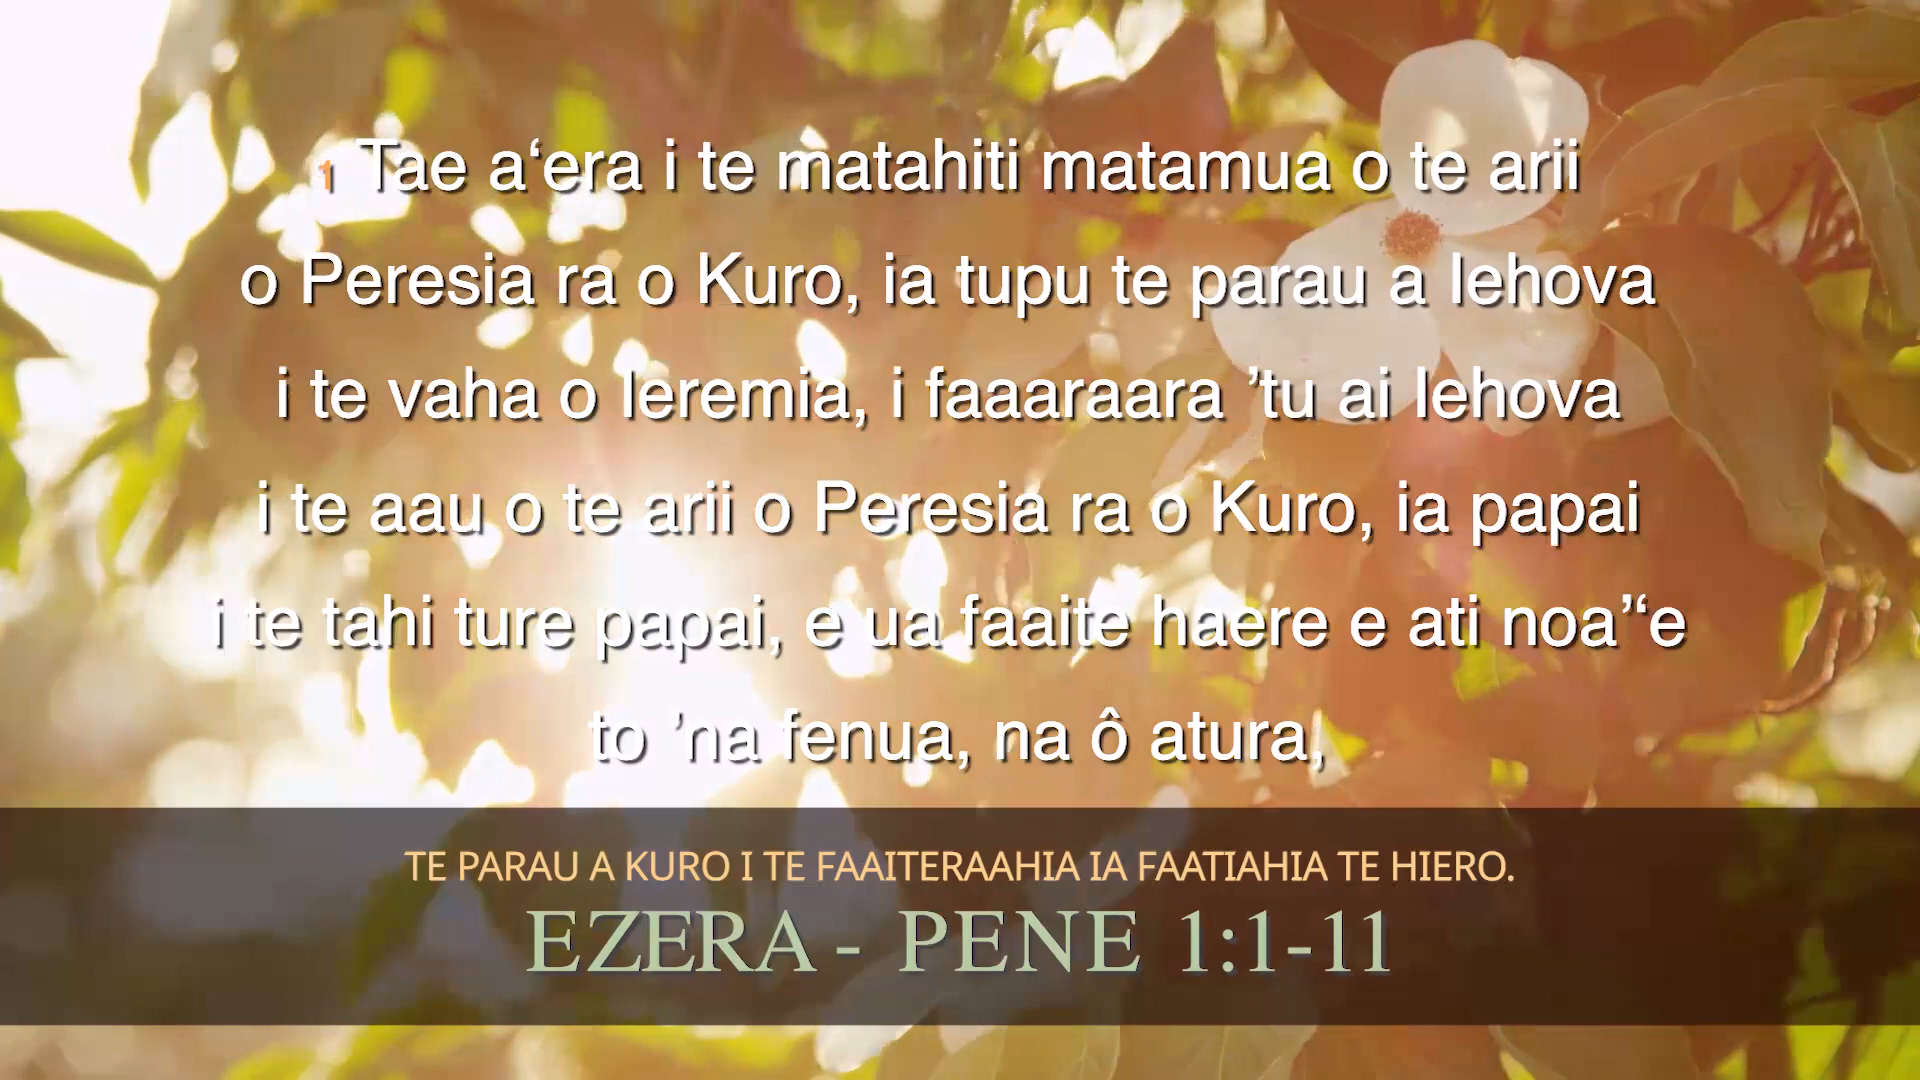 1 Tae a‘era i te matahiti matamua o te arii
o Peresia ra o Kuro, ia tupu te parau a Iehova
i te vaha o Ieremia, i faaaraara ’tu ai Iehova
i te aau o te arii o Peresia ra o Kuro, ia papai
i te tahi ture papai, e ua faaite haere e ati noa’‘e
to ’na fenua, na ô atura,
TE PARAU A KURO I TE FAAITERAAHIA IA FAATIAHIA TE HIERO.
EZERA - PENE 1:1-11